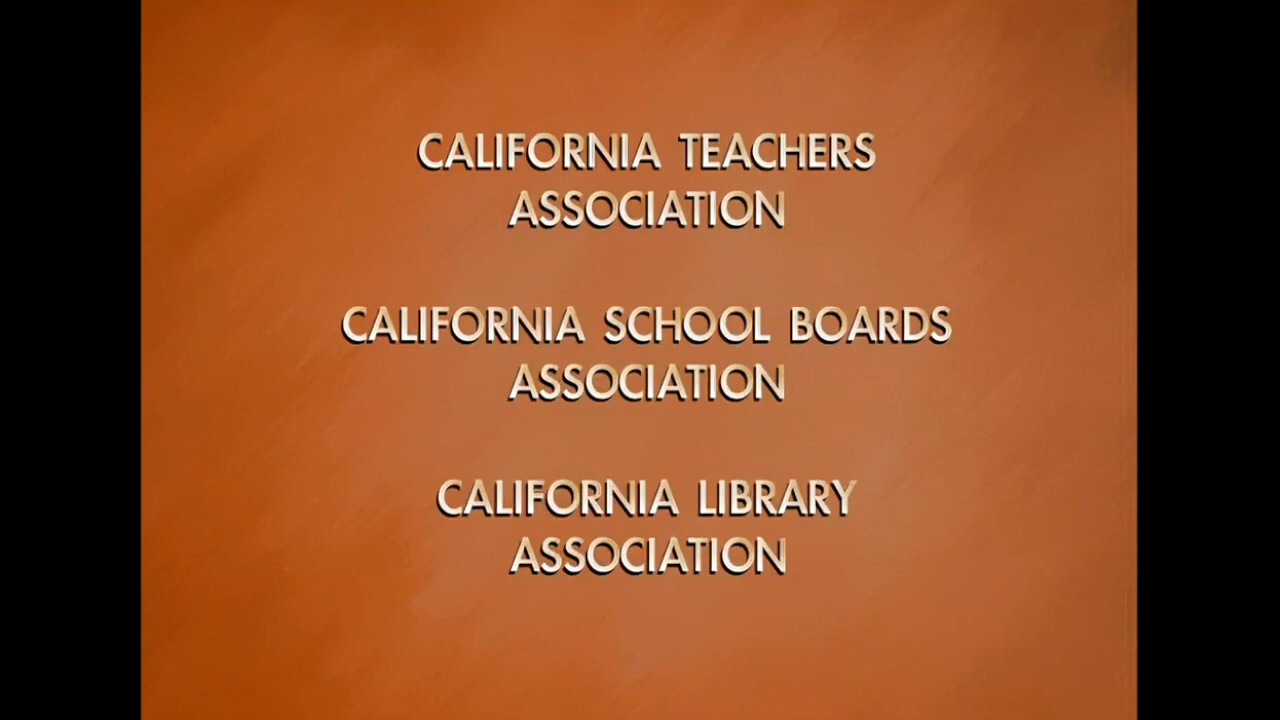 CALIFORNIA TEACHERS
ASSOCIATION
CALIFORNIA SCHOOL BOARDS
ASSOCIATION
CALIFORNIA LIBRARY
ASSOCIATION